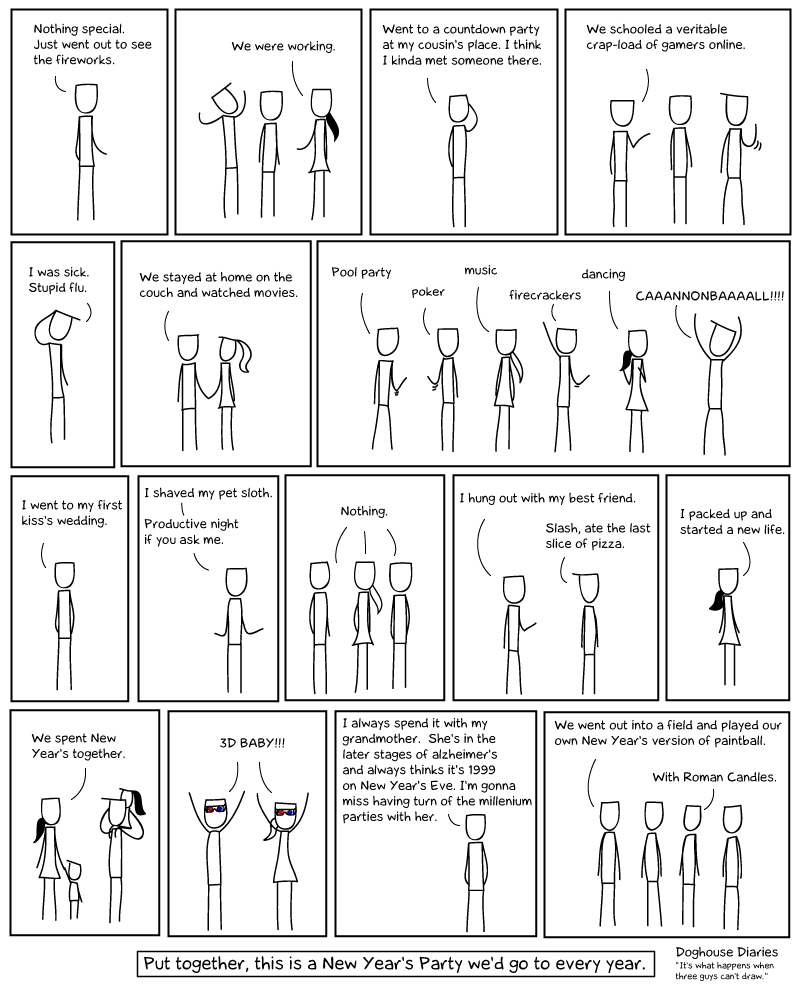 Nothing special.
Just went out to see
the fireworks.
We were working.
Went to a countdown party
at my cousin's place. I think
I kinda met someone there.
We schooled a veritable
crap-load of gamers online.
I was sick.
Stupid flu.
We stayed at home on the
couch and watched movies.
Pool party
poker
music
firecrackers
dancing
CAAANNONBAAAALL!!!!
I went to my first
kiss's wedding.
I shaved my pet sloth.
Productive night
if you ask me.
Nothing.
I hung out with my best friend.
Slash, ate the last
slice of pizza.
I packed up and
started a new life.
We spent New
Year's together.
3D BABY!!!
I always spend it with my
grandmother. She's in the
later stages of alzheimer's
and always thinks it's 1999
on New Year's Eve. I'm gonna
miss having turn of the millenium
parties with her.
We went out into a field and played our
own New Year's version of paintball.
With Roman Candles.
Put together, this is a New Year's Party we'd go to every year.
Doghouse Diaries
"It's what happens when
three guys can't draw."